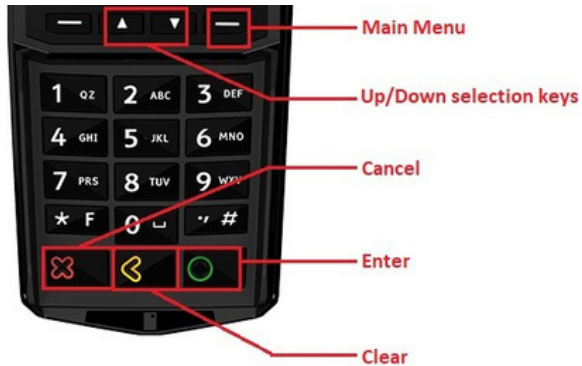 Main Menu
Up/Down selection keys
1 QZ 2 ABC 3 DEF
4 GHI 5 JKL 6 MNO
7 PRS 8 TUV 9 WXY
Cancel
* F 0 ., #
Enter
Clear